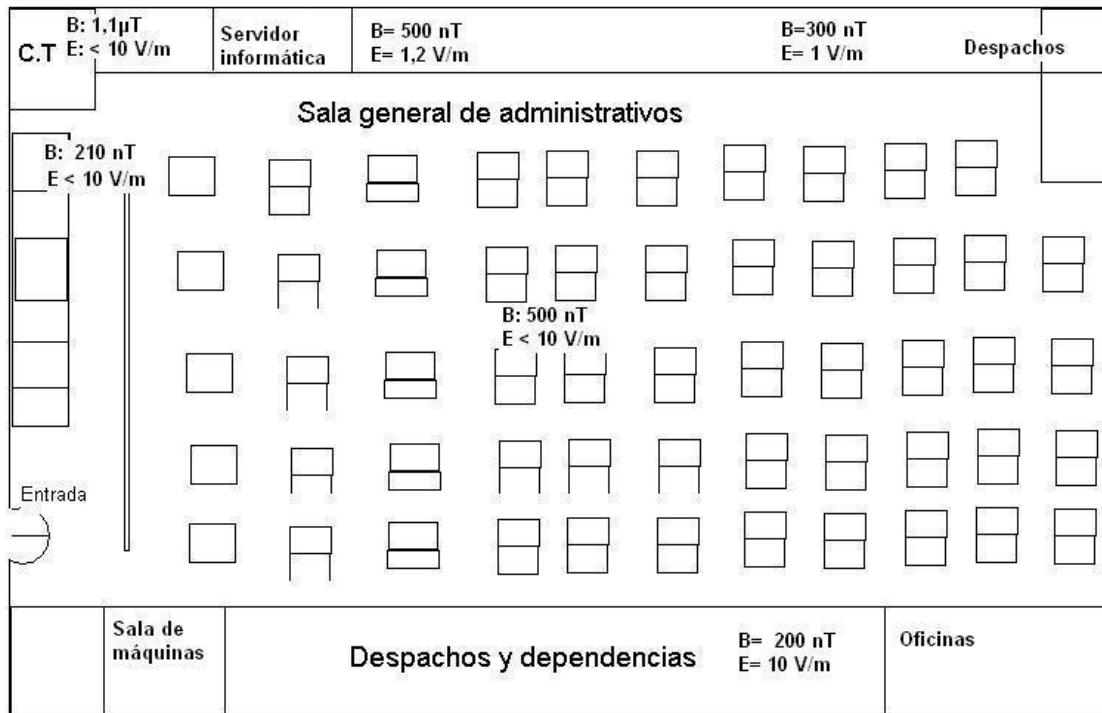 B: 1,1µT
C.T E: < 10 V/m
Servidor
informática
B= 500 nT
E= 1,2 V/m
B=300 nT
E= 1 V/m
Despachos
Sala general de administrativos
B: 210 nT
E < 10 V/m
B: 500 nT
E < 10 V/m
Entrada
Sala de
máquinas
Despachos y dependencias
B= 200 nT
E= 10 V/m
Oficinas